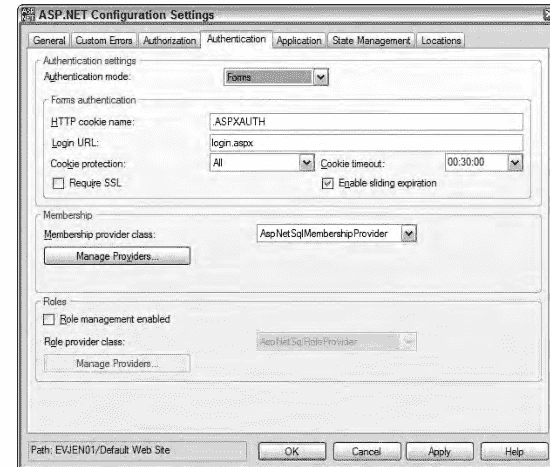 ASP.NET Configuration Settings
General Custom Errors Authorization Authentication Application State Management Locations
Authentication settings
Authentication mode: Forms
Forms authentication
HTTP cookie name: .ASPXAUTH
Login URL: login.aspx
Cookie protection: All Cookie timeout: 00:30:00
Require SSL Enable sliding expiration
Membership
Membership provider class: AspNetSqlMembershipProvider
Manage Providers...
Roles
Role management enabled
Role provider class: AspNetSqlRoleProvider
Manage Providers...
Path: EVJEN01/Default Web Site OK Cancel Apply Help